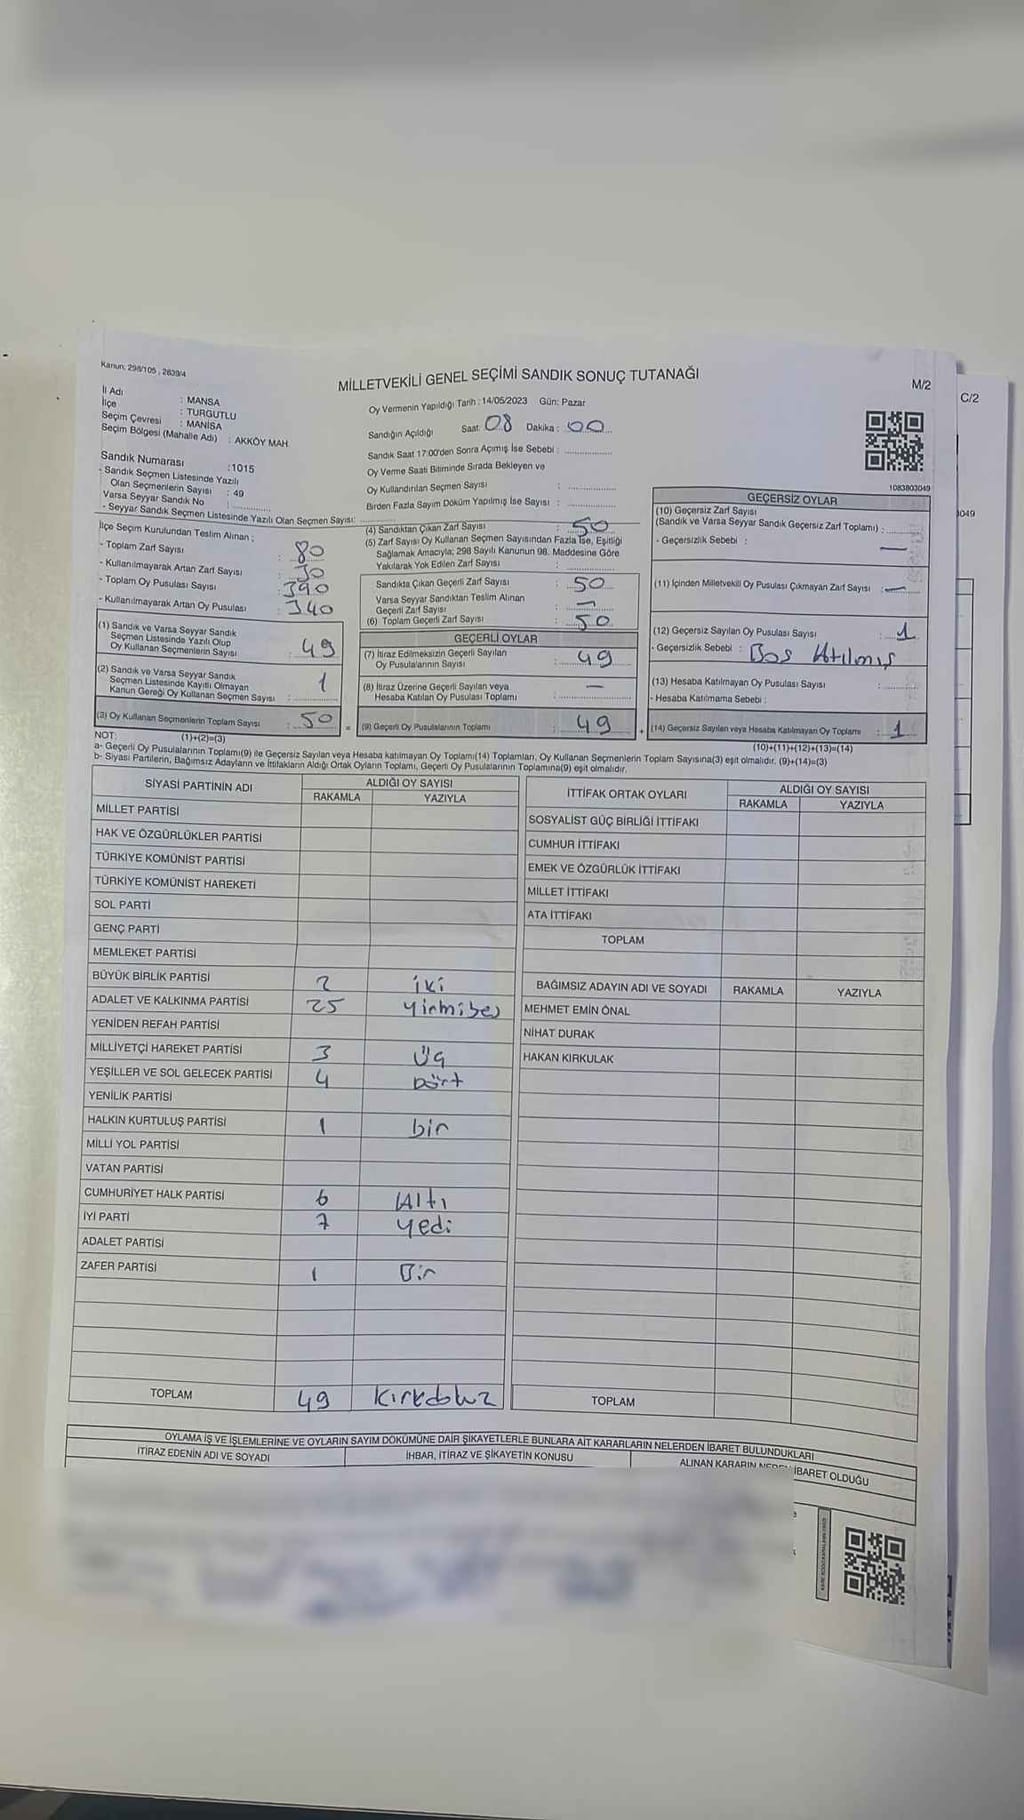 Kanun: 298/105 , 2839/4
MİLLETVEKİLİ GENEL SEÇİMİ SANDIK SONUÇ TUTANAĞI
M/2
C/2
İl Adı : MANSA
İlçe : TURGUTLU
Seçim Çevresi : MANİSA
Seçim Bölgesi (Mahalle Adı) : AKKÖY MAH.
Oy Vermenin Yapıldığı Tarih : 14/05/2023 Gün: Pazar
Sandığın Açıldığı Saat: 08 Dakika : 00
Sandık Saat 17:00'den Sonra Açımış İse Sebebi :
Oy Verme Saati Bitiminde Sırada Bekleyen ve
Oy Kullandırılan Seçmen Sayısı :
Birden Fazla Sayım Döküm Yapılmış İse Sayısı :
1083803049
3049
Sandık Numarası :1015
- Sandık Seçmen Listesinde Yazılı
Olan Seçmenlerin Sayısı : 49
Varsa Seyyar Sandık No :
- Seyyar Sandık Seçmen Listesinde Yazılı Olan Seçmen Sayısı:
İlçe Seçim Kurulundan Teslim Alınan ;
- Toplam Zarf Sayısı : 80
- Kullanılmayarak Artan Zarf Sayısı : 30
- Toplam Oy Pusulası Sayısı : 390
- Kullanılmayarak Artan Oy Pusulası : 340
(1) Sandık ve Varsa Seyyar Sandık
Seçmen Listesinde Yazılı Olup
Oy Kullanan Seçmenlerin Sayısı : 49
(2) Sandık ve Varsa Seyyar Sandık
Seçmen Listesinde Kayıtlı Olmayan
Kanun Gereği Oy Kullanan Seçmen Sayısı : 1
(3) Oy Kullanan Seçmenlerin Toplam Sayısı : 50
(4) Sandıktan Çıkan Zarf Sayısı : 50
(5) Zarf Sayısı Oy Kullanan Seçmen Sayısından Fazla İse, Eşitliği
Sağlamak Amacıyla; 298 Sayılı Kanunun 98. Maddesine Göre
Yakılarak Yok Edilen Zarf Sayısı :
Sandıkta Çıkan Geçerli Zarf Sayısı : 50
Varsa Seyyar Sandıktan Teslim Alınan
Geçerli Zarf Sayısı : —
(6) Toplam Geçerli Zarf Sayısı : 50
GEÇERLİ OYLAR
(7) İtiraz Edilmeksizin Geçerli Sayılan
Oy Pusulalarının Sayısı : 49
(8) İtiraz Üzerine Geçerli Sayılan veya
Hesaba Katılan Oy Pusulası Toplamı : —
= (9) Geçerli Oy Pusulalarının Toplamı : 49
GEÇERSİZ OYLAR
(10) Geçersiz Zarf Sayısı
(Sandık ve Varsa Seyyar Sandık Geçersiz Zarf Toplamı) :
- Geçersizlik Sebebi : —
(11) İçinden Milletvekili Oy Pusulası Çıkmayan Zarf Sayısı : —
(12) Geçersiz Sayılan Oy Pusulası Sayısı : 1
- Geçersizlik Sebebi : Boş Atılmış
(13) Hesaba Katılmayan Oy Pusulası Sayısı :
- Hesaba Katılmama Sebebi :
+ (14) Geçersiz Sayılan veya Hesaba Katılmayan Oy Toplamı : 1
NOT: (1)+(2)=(3)
(10)+(11)+(12)+(13)=(14)
a- Geçerli Oy Pusulalarının Toplamı(9) ile Geçersiz Sayılan veya Hesaba katılmayan Oy Toplamı(14) Toplamları, Oy Kullanan Seçmenlerin Toplam Sayısına(3) eşit olmalıdır. (9)+(14)=(3)
b- Siyasi Partilerin, Bağımsız Adayların ve İttifakların Aldığı Ortak Oyların Toplamı, Geçerli Oy Pusulalarının Toplamına(9) eşit olmalıdır.
SİYASİ PARTİNİN ADI ALDIĞI OY SAYISI
RAKAMLA YAZIYLA
MİLLET PARTİSİ
HAK VE ÖZGÜRLÜKLER PARTİSİ
TÜRKİYE KOMÜNİST PARTİSİ
TÜRKİYE KOMÜNİST HAREKETİ
SOL PARTİ
GENÇ PARTİ
MEMLEKET PARTİSİ
BÜYÜK BİRLİK PARTİSİ 2 iki
ADALET VE KALKINMA PARTİSİ 25 yirmibeş
YENİDEN REFAH PARTİSİ
MİLLİYETÇİ HAREKET PARTİSİ 3 Üç
YEŞİLLER VE SOL GELECEK PARTİSİ 4 Dört
YENİLİK PARTİSİ
HALKIN KURTULUŞ PARTİSİ 1 bir
MİLLİ YOL PARTİSİ
VATAN PARTİSİ
CUMHURİYET HALK PARTİSİ 6 Altı
İYİ PARTİ 7 yedi
ADALET PARTİSİ
ZAFER PARTİSİ 1 Bir
TOPLAM 49 kırkdokuz
İTTİFAK ORTAK OYLARI ALDIĞI OY SAYISI
RAKAMLA YAZIYLA
SOSYALİST GÜÇ BİRLİĞİ İTTİFAKI
CUMHUR İTTİFAKI
EMEK VE ÖZGÜRLÜK İTTİFAKI
MİLLET İTTİFAKI
ATA İTTİFAKI
TOPLAM
BAĞIMSIZ ADAYIN ADI VE SOYADI RAKAMLA YAZIYLA
MEHMET EMİN ÖNAL
NİHAT DURAK
HAKAN KIRKULAK
TOPLAM
OYLAMA İŞ VE İŞLEMLERİNE VE OYLARIN SAYIM DÖKÜMÜNE DAİR ŞİKAYETLERLE BUNLARA AİT KARARLARIN NELERDEN İBARET BULUNDUKLARI
İTİRAZ EDENİN ADI VE SOYADI İHBAR, İTİRAZ VE ŞİKAYETİN KONUSU ALINAN KARARIN NEDEN İBARET OLDUĞU